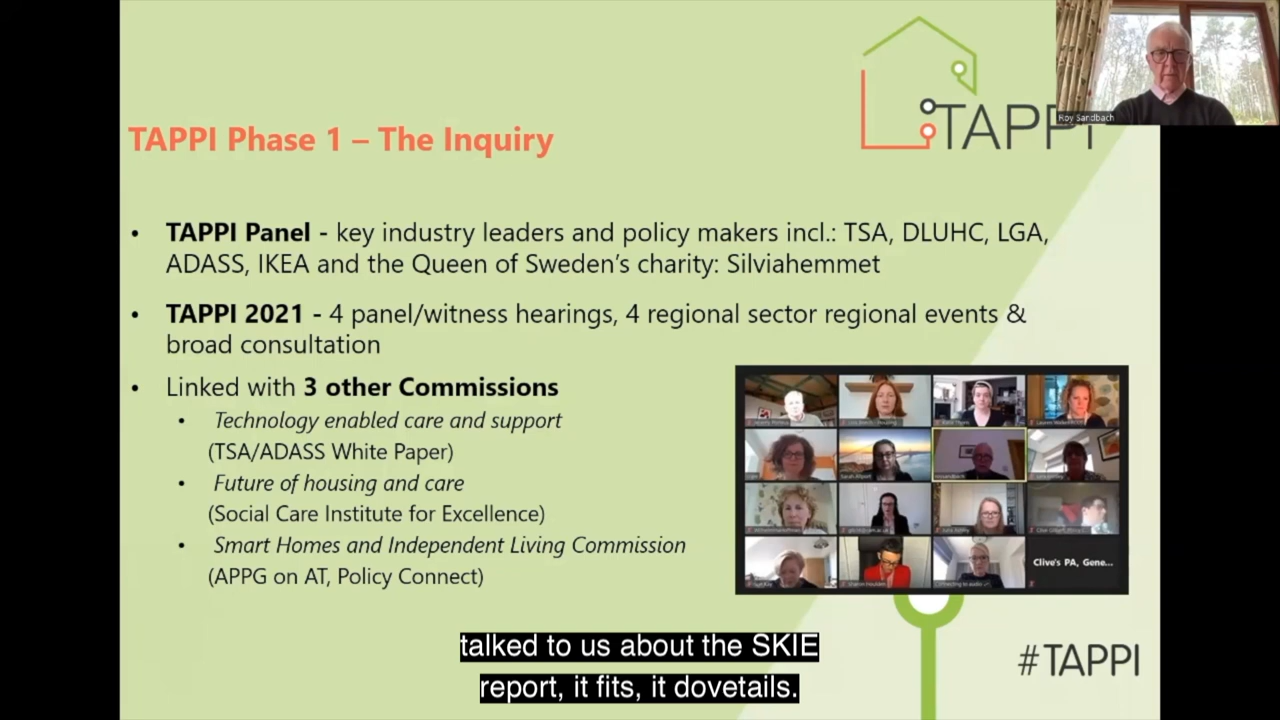 TAPPI
Roy Sandbach
TAPPI Phase 1 – The Inquiry
• TAPPI Panel - key industry leaders and policy makers incl.: TSA, DLUHC, LGA,
ADASS, IKEA and the Queen of Sweden's charity: Silviahemmet
• TAPPI 2021 - 4 panel/witness hearings, 4 regional sector regional events &
broad consultation
• Linked with 3 other Commissions
• Technology enabled care and support
(TSA/ADASS White Paper)
• Future of housing and care
(Social Care Institute for Excellence)
• Smart Homes and Independent Living Commission
(APPG on AT, Policy Connect)
Clive's PA, Gene...
#TAPPI
talked to us about the SKIE
report, it fits, it dovetails.